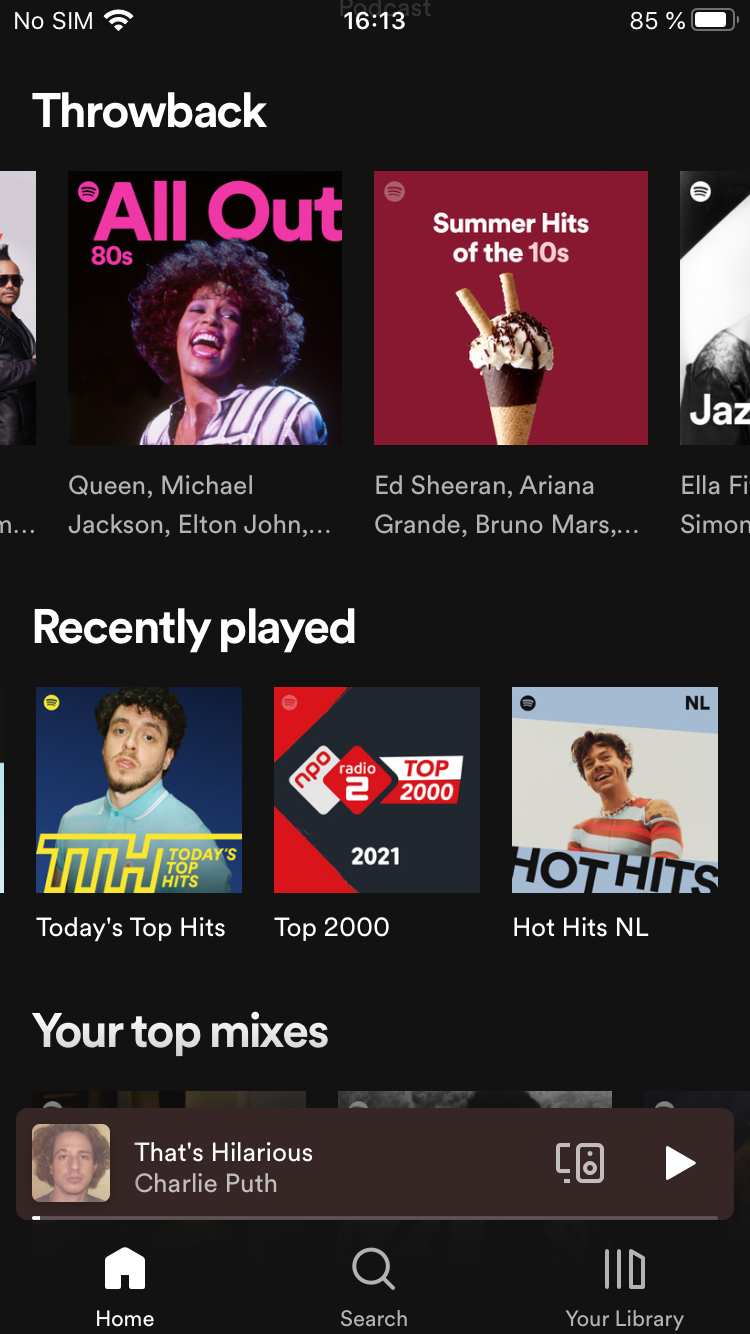 Podcast
No SIM 16:13 85 %
Throwback
All Out
80s
Summer Hits
of the 10s
Jaz
m...
Queen, Michael
Jackson, Elton John,...
Ed Sheeran, Ariana
Grande, Bruno Mars,...
Ella Fi
Simon
Recently played
TTH TODAY'S
TOP
HITS
npo
radio
2
TOP
2000
2021
NL
HOT HITS
Today's Top Hits
Top 2000
Hot Hits NL
Your top mixes
That's Hilarious
Charlie Puth
Home
Search
Your Library